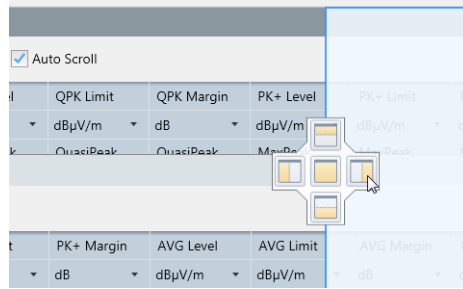 Auto Scroll
QPK Limit QPK Margin PK+ Level PK+ Limit
dBµV/m dB dBµV/m dBµV/m
QuasiPeak QuasiPeak MaxPeak MaxPeak
PK+ Margin AVG Level AVG Limit AVG Margin
dB dBµV/m dBµV/m dB